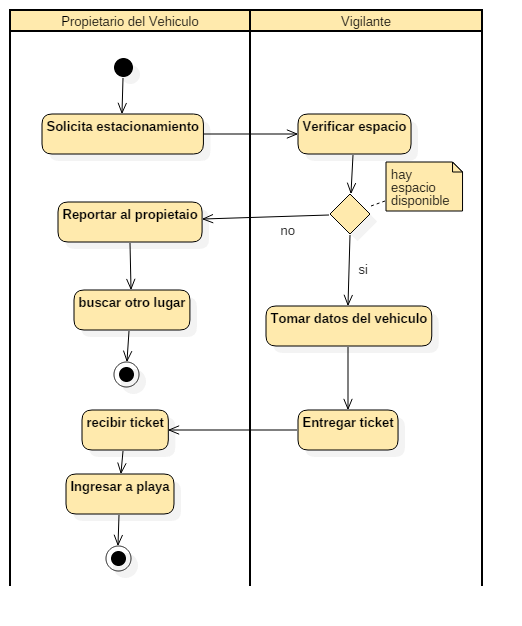 Propietario del Vehiculo
Vigilante
Solicita estacionamiento
Verificar espacio
hay
espacio
disponible
Reportar al propietaio
no
si
buscar otro lugar
Tomar datos del vehiculo
recibir ticket
Entregar ticket
Ingresar a playa